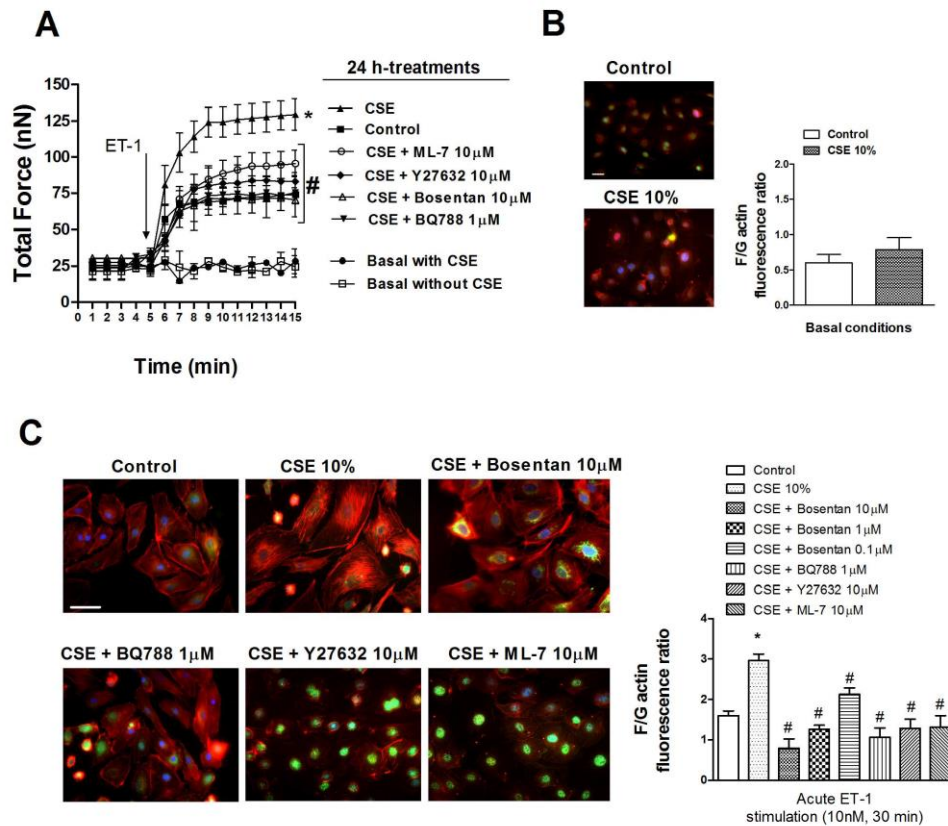 A
24 h-treatments
Total Force (nN)
150
125
100
75
50
25
0
ET-1
*
#
0 1 2 3 4 5 6 7 8 9 10 11 12 13 14 15
Time (min)
CSE
Control
CSE + ML-7 10μM
CSE + Y27632 10μM
CSE + Bosentan 10μM
CSE + BQ788 1μM
Basal with CSE
Basal without CSE
B
Control
CSE 10%
Control
CSE 10%
F/G actin
fluorescence ratio
2.0
1.5
1.0
0.5
0.0
Basal conditions
C
Control
CSE 10%
CSE + Bosentan 10μM
CSE + BQ788 1μM
CSE + Y27632 10μM
CSE + ML-7 10μM
Control
CSE 10%
CSE + Bosentan 10μM
CSE + Bosentan 1μM
CSE + Bosentan 0.1μM
CSE + BQ788 1μM
CSE + Y27632 10μM
CSE + ML-7 10μM
F/G actin
fluorescence ratio
4
3
2
1
0
* # # # # # #
Acute ET-1
stimulation (10nM, 30 min)